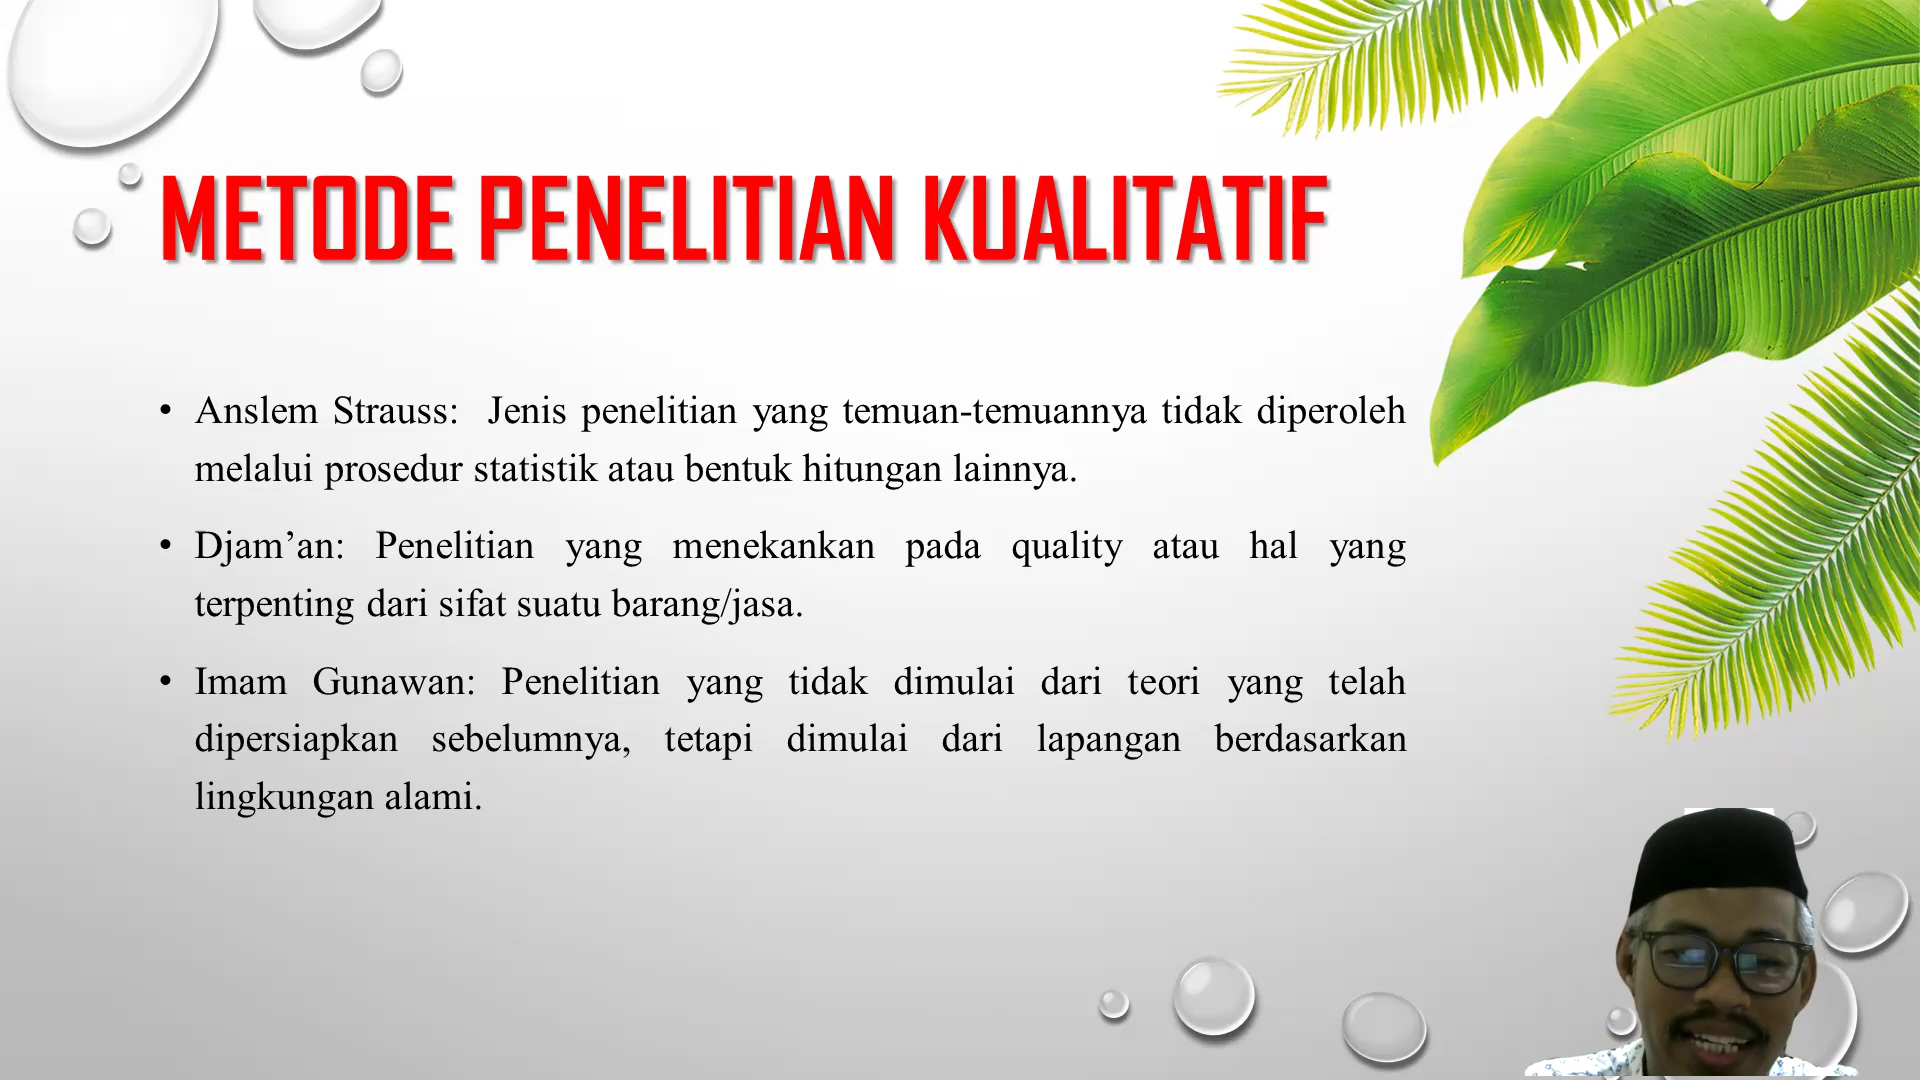 METODE PENELITIAN KUALITATIF
• Anslem Strauss: Jenis penelitian yang temuan-temuannya tidak diperoleh
melalui prosedur statistik atau bentuk hitungan lainnya.
• Djam’an: Penelitian yang menekankan pada quality atau hal yang
terpenting dari sifat suatu barang/jasa.
• Imam Gunawan: Penelitian yang tidak dimulai dari teori yang telah
dipersiapkan sebelumnya, tetapi dimulai dari lapangan berdasarkan
lingkungan alami.